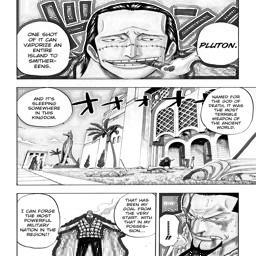 ONE SHOT
OF IT CAN
VAPORIZE AN
ENTIRE
ISLAND TO
SMITHER-
EENS.
PLUTON.
AND IT'S
SLEEPING
SOMEWHERE
IN THIS
KINGDOM.
NAMED FOR
THE GOD
OF DEATH, IT
WAS THE
MOST
TERRIBLE
WEAPON OF
THE ANCIENT
WORLD.
I CAN FORGE
THE MOST
POWERFUL
MILITARY
NATION IN
THE REGION!!
THAT HAS
BEEN MY
GOAL FROM
THE VERY
START. WITH
THAT IN MY
POSSES-
SION...